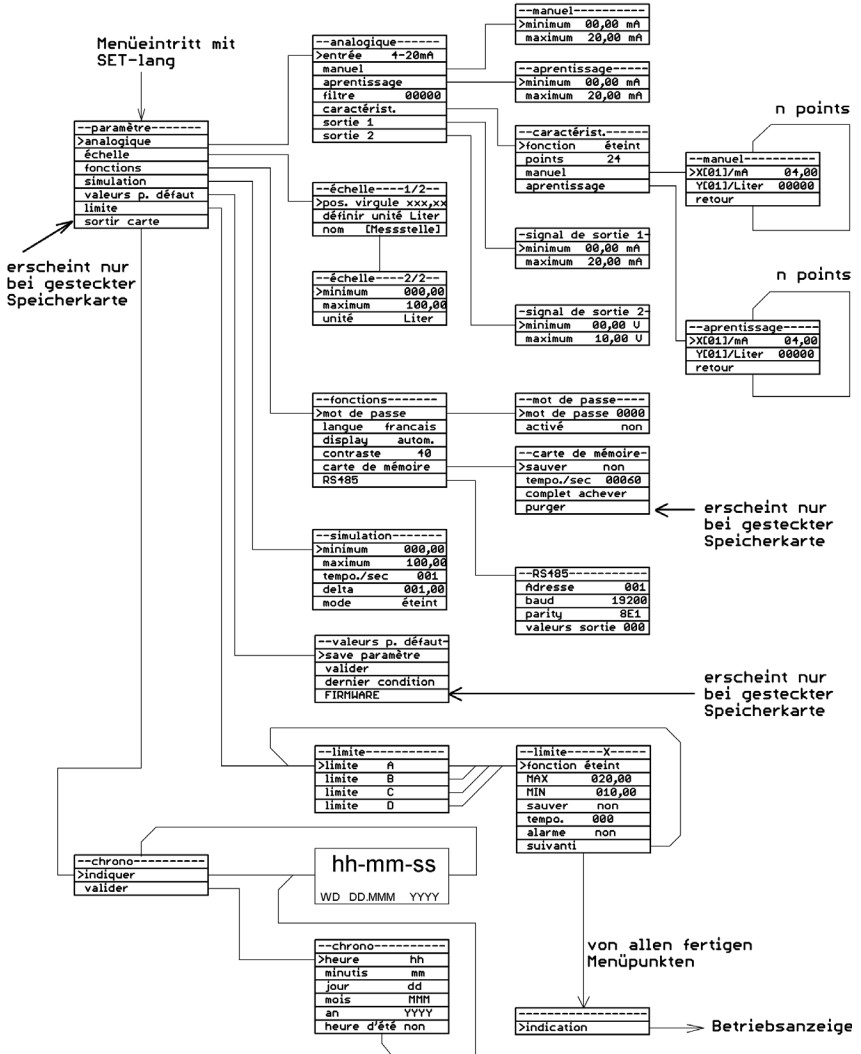 Menüeintritt mit
SET-lang
--paramètre-------
>analogique
échelle
fonctions
simulation
valeurs p. défaut
limite
sortir carte
erscheint nur
bei gesteckter
Speicherkarte
--analogique------
>entrée 4-20mA
manuel
aprentissage
filtre 00000
caractérist.
sortie 1
sortie 2
--manuel----------
>minimum 00,00 mA
maximum 20,00 mA
--aprentissage----
>minimum 00,00 mA
maximum 20,00 mA
--caractérist.----
>fonction éteint
points 24
manuel
aprentissage
n points
--manuel----------
>X[01]/mA 04,00
Y[01]/Liter 00000
retour
n points
--aprentissage-----
>X[01]/mA 04,00
Y[01]/Liter 00000
retour
--échelle----1/2--
>pos. virgule xxx,xx
définir unité Liter
nom [Messstelle]
--échelle----2/2--
>minimum 000,00
maximum 100,00
unité Liter
-signal de sortie 1-
>minimum 00,00 mA
maximum 20,00 mA
-signal de sortie 2-
>minimum 00,00 V
maximum 10,00 V
--fonctions-------
>mot de passe
langue francais
display autom.
contraste 40
carte de mémoire
RS485
--mot de passe----
>mot de passe 0000
activé non
--carte de mémoire-
>sauver non
tempo./sec 00060
complet achever
purger
erscheint nur
bei gesteckter
Speicherkarte
--simulation------
>minimum 000,00
maximum 100,00
tempo./sec 001
delta 001,00
mode éteint
--RS485-----------
Adresse 001
baud 19200
parity 8E1
valeurs sortie 000
--valeurs p. défaut-
>save paramètre
valider
dernier condition
FIRMWARE
erscheint nur
bei gesteckter
Speicherkarte
--limite----------
>limite A
limite B
limite C
limite D
--limite-----X----
>fonction éteint
MAX 020,00
MIN 010,00
sauver non
tempo. 000
alarme non
suivanti
--chrono----------
>indiquer
valider
hh-mm-ss
WD DD.MMM YYYY
--chrono----------
>heure hh
minutis mm
jour dd
mois MMM
an YYYY
heure d'été non
von allen fertigen
Menüpunkten
------------------
>indication
Betriebsanzeige